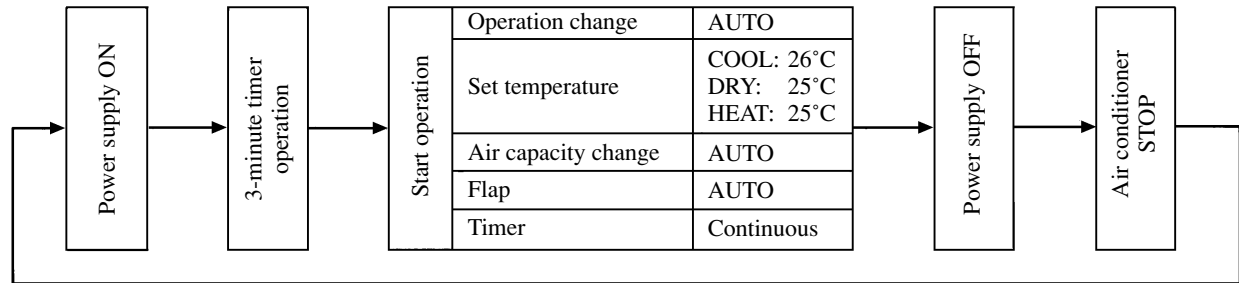 Power supply ON
3-minute timer
operation
Start operation
Operation change AUTO
Set temperature
COOL: 26˚C
DRY: 25˚C
HEAT: 25˚C
Air capacity change AUTO
Flap AUTO
Timer Continuous
Power supply OFF
Air conditioner
STOP